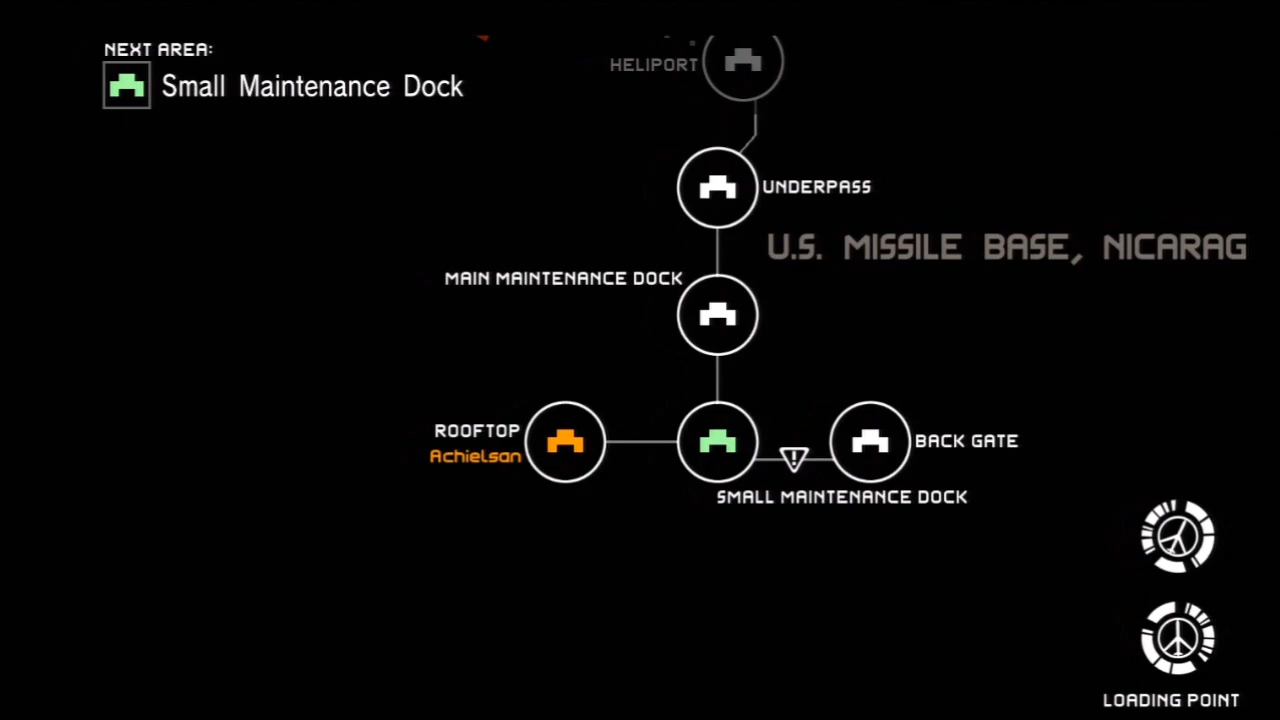 NEXT AREA:
Small Maintenance Dock
HELIPORT
UNDERPASS
U.S. MISSILE BASE, NICARAG
MAIN MAINTENANCE DOCK
ROOFTOP
Achielsan
BACK GATE
SMALL MAINTENANCE DOCK
LOADING POINT